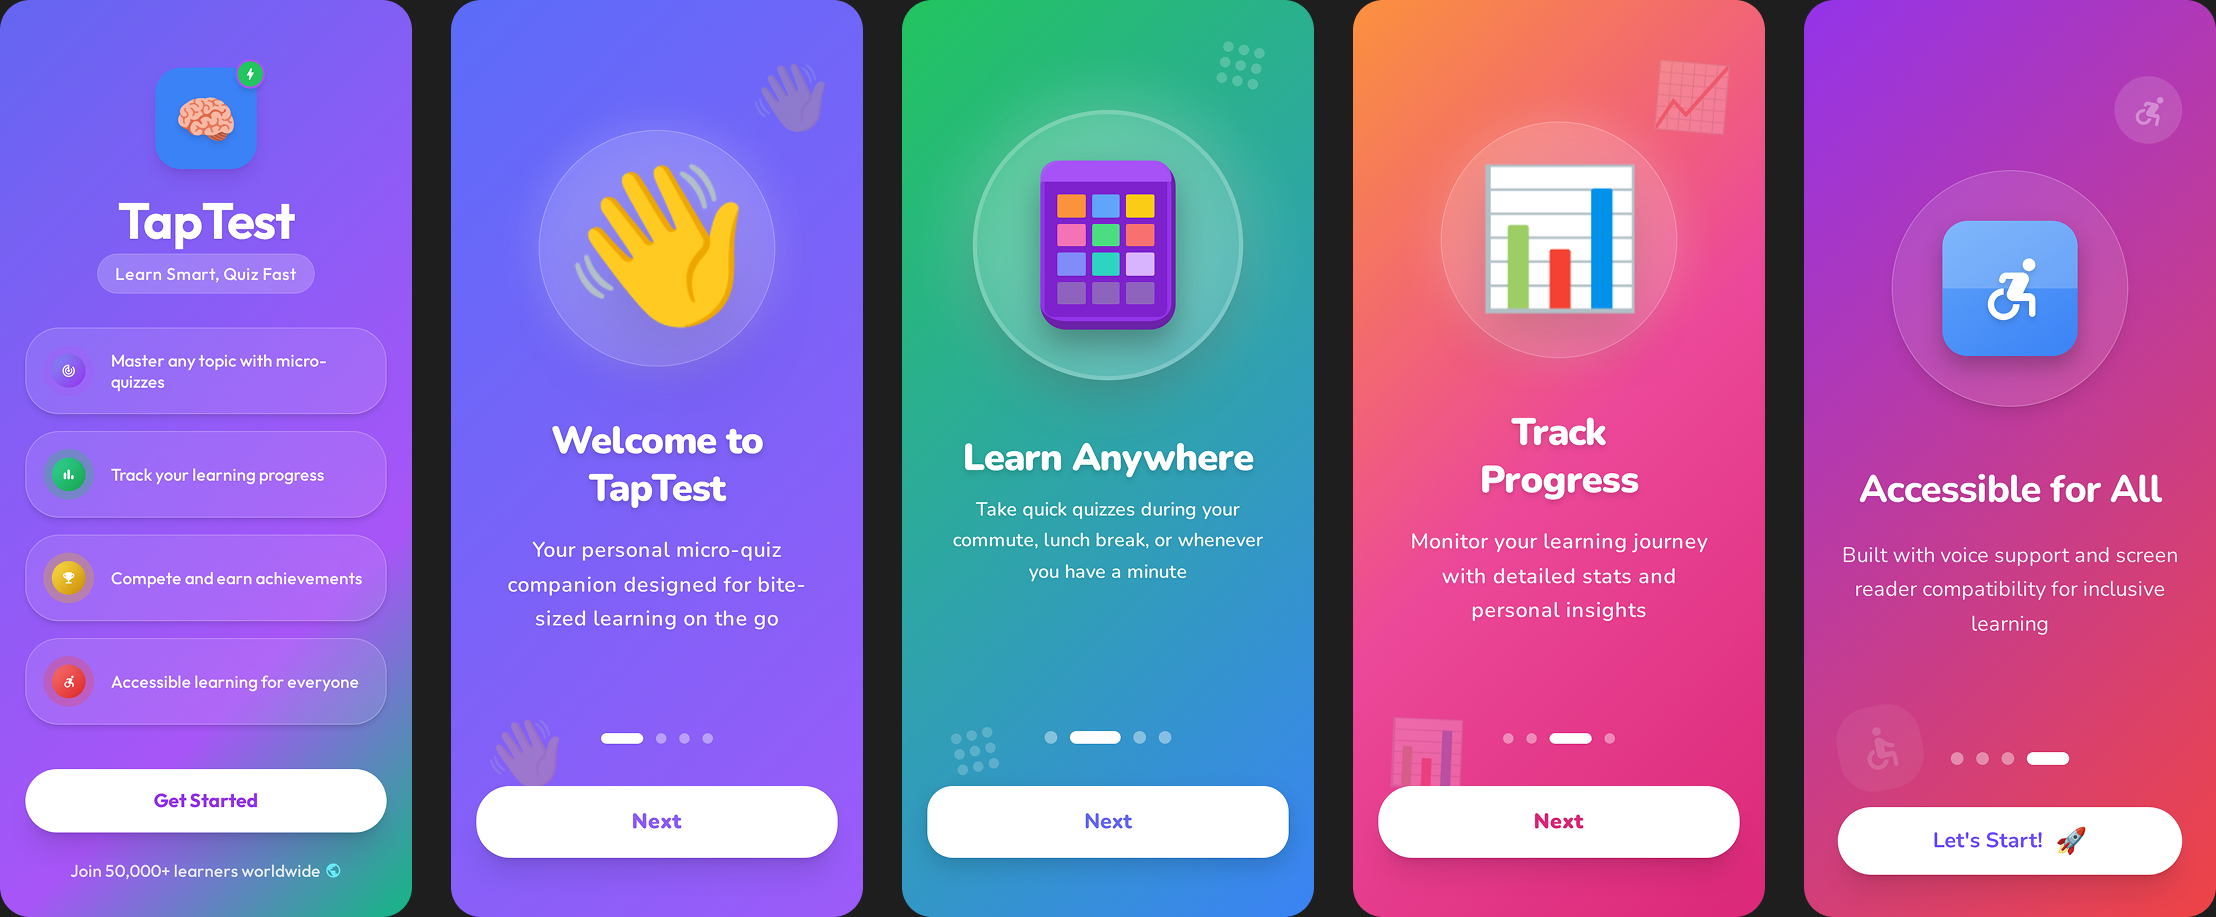 TapTest
Learn Smart, Quiz Fast
Master any topic with micro-
quizzes
Track your learning progress
Compete and earn achievements
Accessible learning for everyone
Get Started
Join 50,000+ learners worldwide
Welcome to
TapTest
Your personal micro-quiz
companion designed for bite-
sized learning on the go
Next
Learn Anywhere
Take quick quizzes during your
commute, lunch break, or whenever
you have a minute
Next
Track
Progress
Monitor your learning journey
with detailed stats and
personal insights
Next
Accessible for All
Built with voice support and screen
reader compatibility for inclusive
learning
Let's Start!